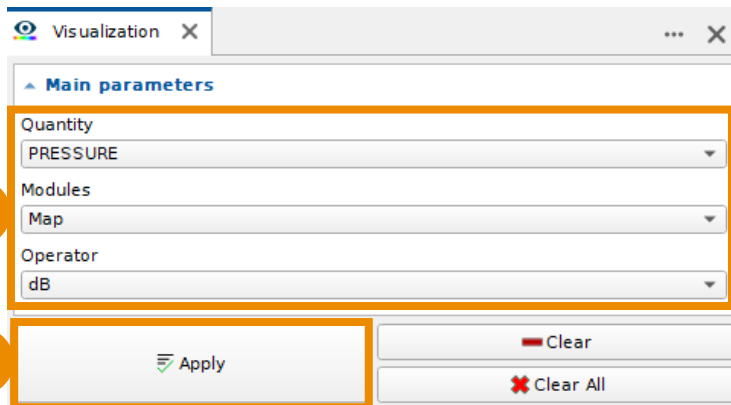 Visualization
Main parameters
Quantity
PRESSURE
Modules
Map
Operator
dB
Apply
Clear
Clear All